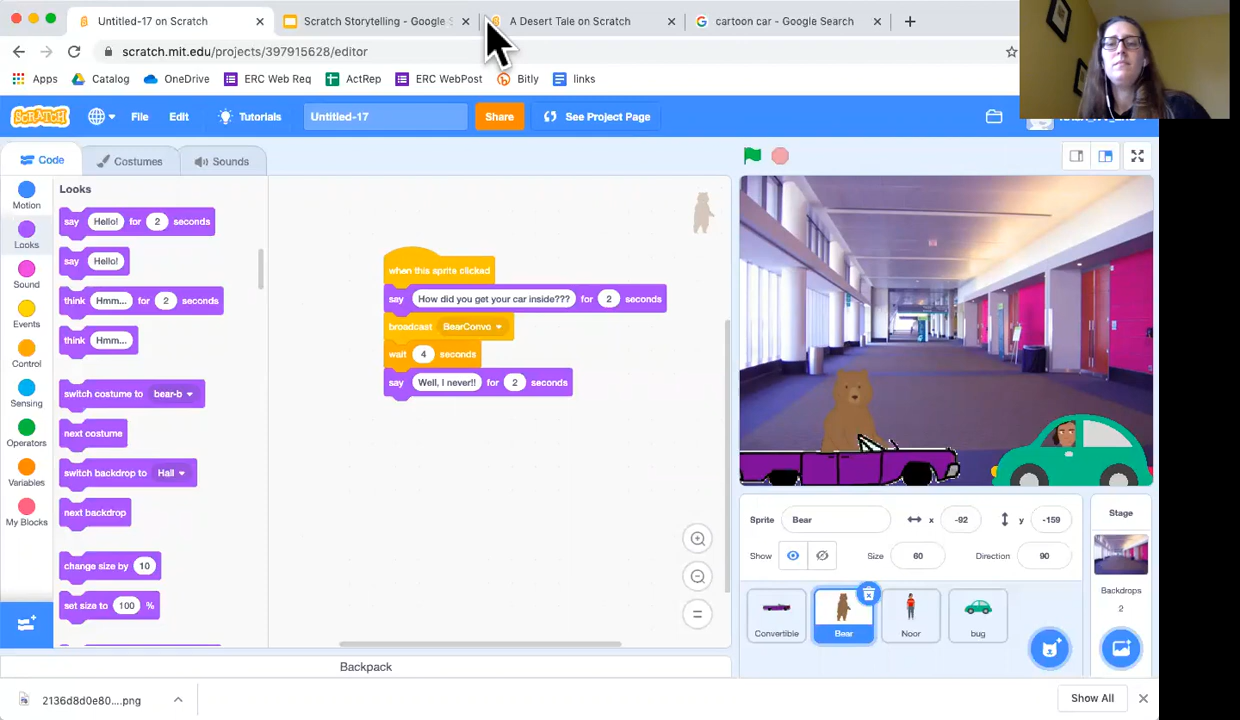 Untitled-17 on Scratch
Scratch Storytelling - Google S
A Desert Tale on Scratch
cartoon car - Google Search
scratch.mit.edu/projects/397915628/editor
Apps
Catalog
OneDrive
ERC Web Req
ActRep
ERC WebPost
Bitly
links
SCRATCH
File
Edit
Tutorials
Untitled-17
Share
See Project Page
Code
Costumes
Sounds
Motion
Looks
Sound
Events
Control
Sensing
Operators
Variables
My Blocks
Looks
say Hello! for 2 seconds
say Hello!
think Hmm... for 2 seconds
think Hmm...
switch costume to bear-b
next costume
switch backdrop to Hall
next backdrop
change size by 10
set size to 100 %
when this sprite clicked
say How did you get your car inside??? for 2 seconds
broadcast BearConvo
wait 4 seconds
say Well, I never!! for 2 seconds
Sprite Bear x -92 y -159
Show Size 60 Direction 90
Convertible
Bear
Noor
bug
Stage
Backdrops
2
Backpack
2136d8d0e80....png
Show All